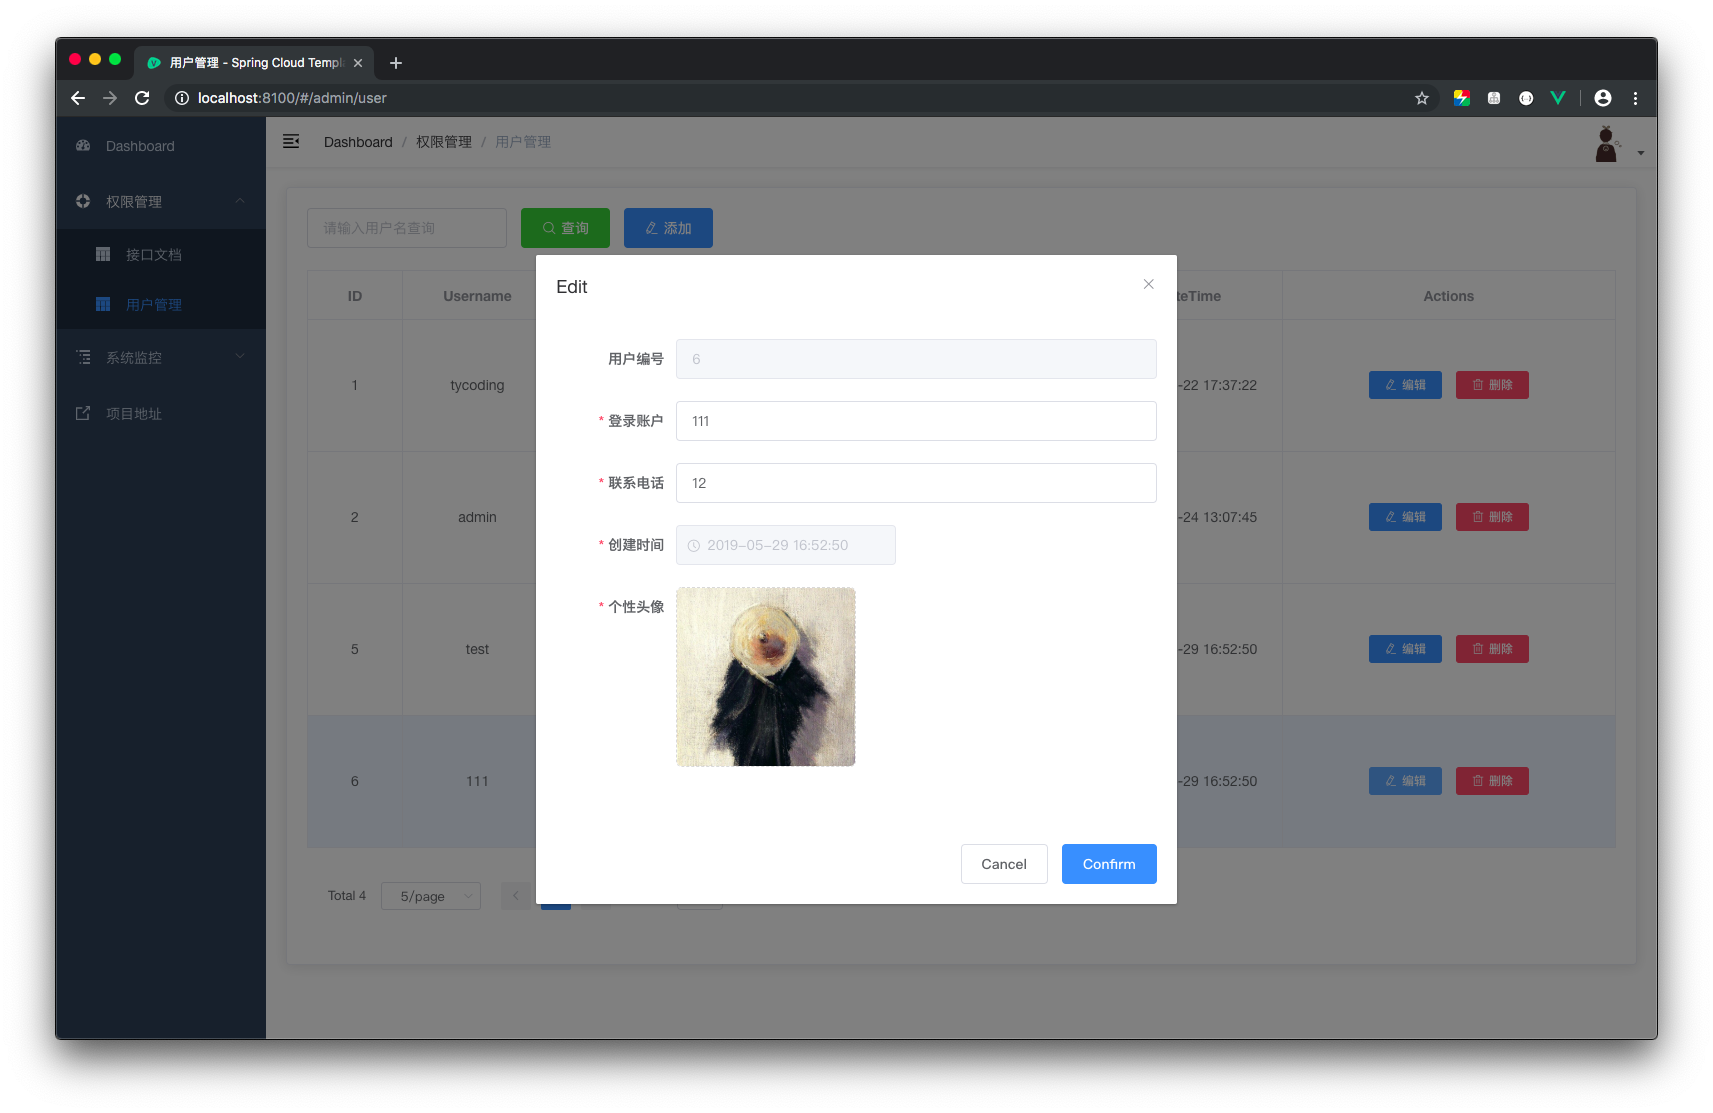 用户管理 - Spring Cloud Templ
localhost:8100/#/admin/user
Dashboard
权限管理
接口文档
用户管理
系统监控
项目地址
Dashboard / 权限管理 / 用户管理
请输入用户名查询
查询
添加
ID Username teTime Actions
1 tycoding -22 17:37:22 编辑 删除
2 admin -24 13:07:45 编辑 删除
5 test -29 16:52:50 编辑 删除
6 111 -29 16:52:50 编辑 删除
Total 4 5/page
Edit
用户编号 6
* 登录账户 111
* 联系电话 12
* 创建时间 2019-05-29 16:52:50
* 个性头像
Cancel Confirm